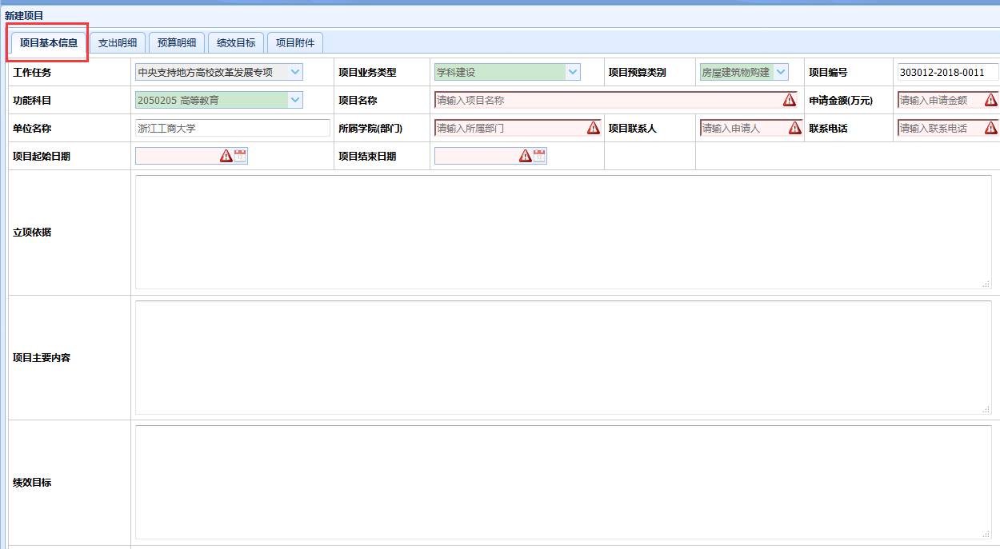 新建项目
项目基本信息 支出明细 预算明细 绩效目标 项目附件
工作任务 中央支持地方高校改革发展专项 项目业务类型 学科建设 项目预算类别 房屋建筑物购建 项目编号 303012-2018-0011
功能科目 2050205 高等教育 项目名称 请输入项目名称 申请金额(万元) 请输入申请金额
单位名称 浙江工商大学 所属学院(部门) 请输入所属部门 项目联系人 请输入申请人 联系电话 请输入联系电话
项目起始日期 项目结束日期
立项依据
项目主要内容
绩效目标